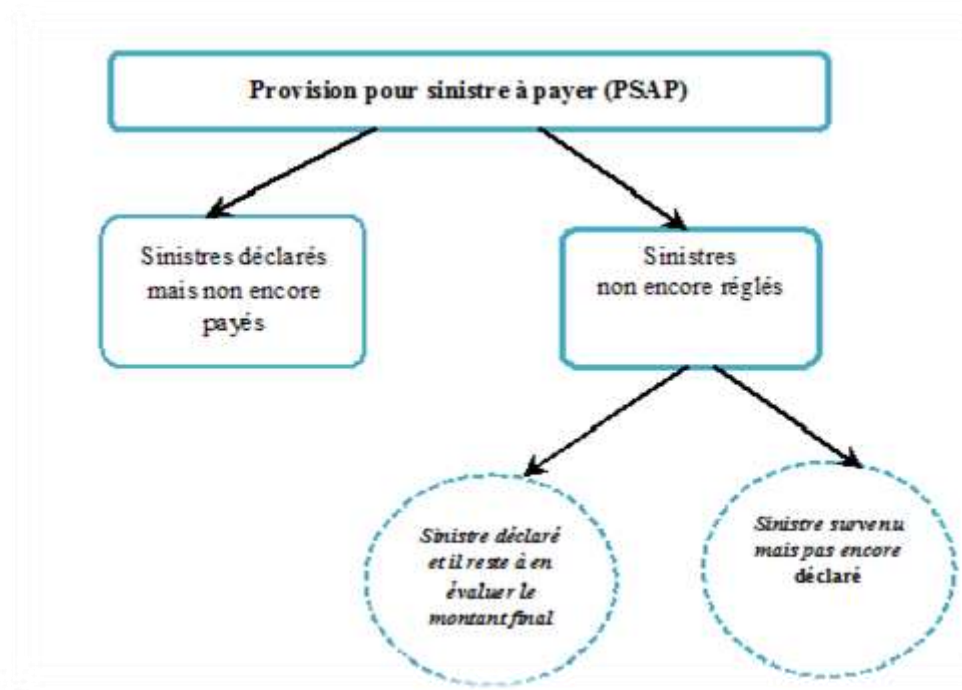 Provision pour sinistre à payer (PSAP)
Sinistres déclarés
mais non encore
payés
Sinistres
non encore réglés
Sinistre déclaré
et il reste à en
évaluer le
montant final
Sinistre survenu
mais pas encore
déclaré